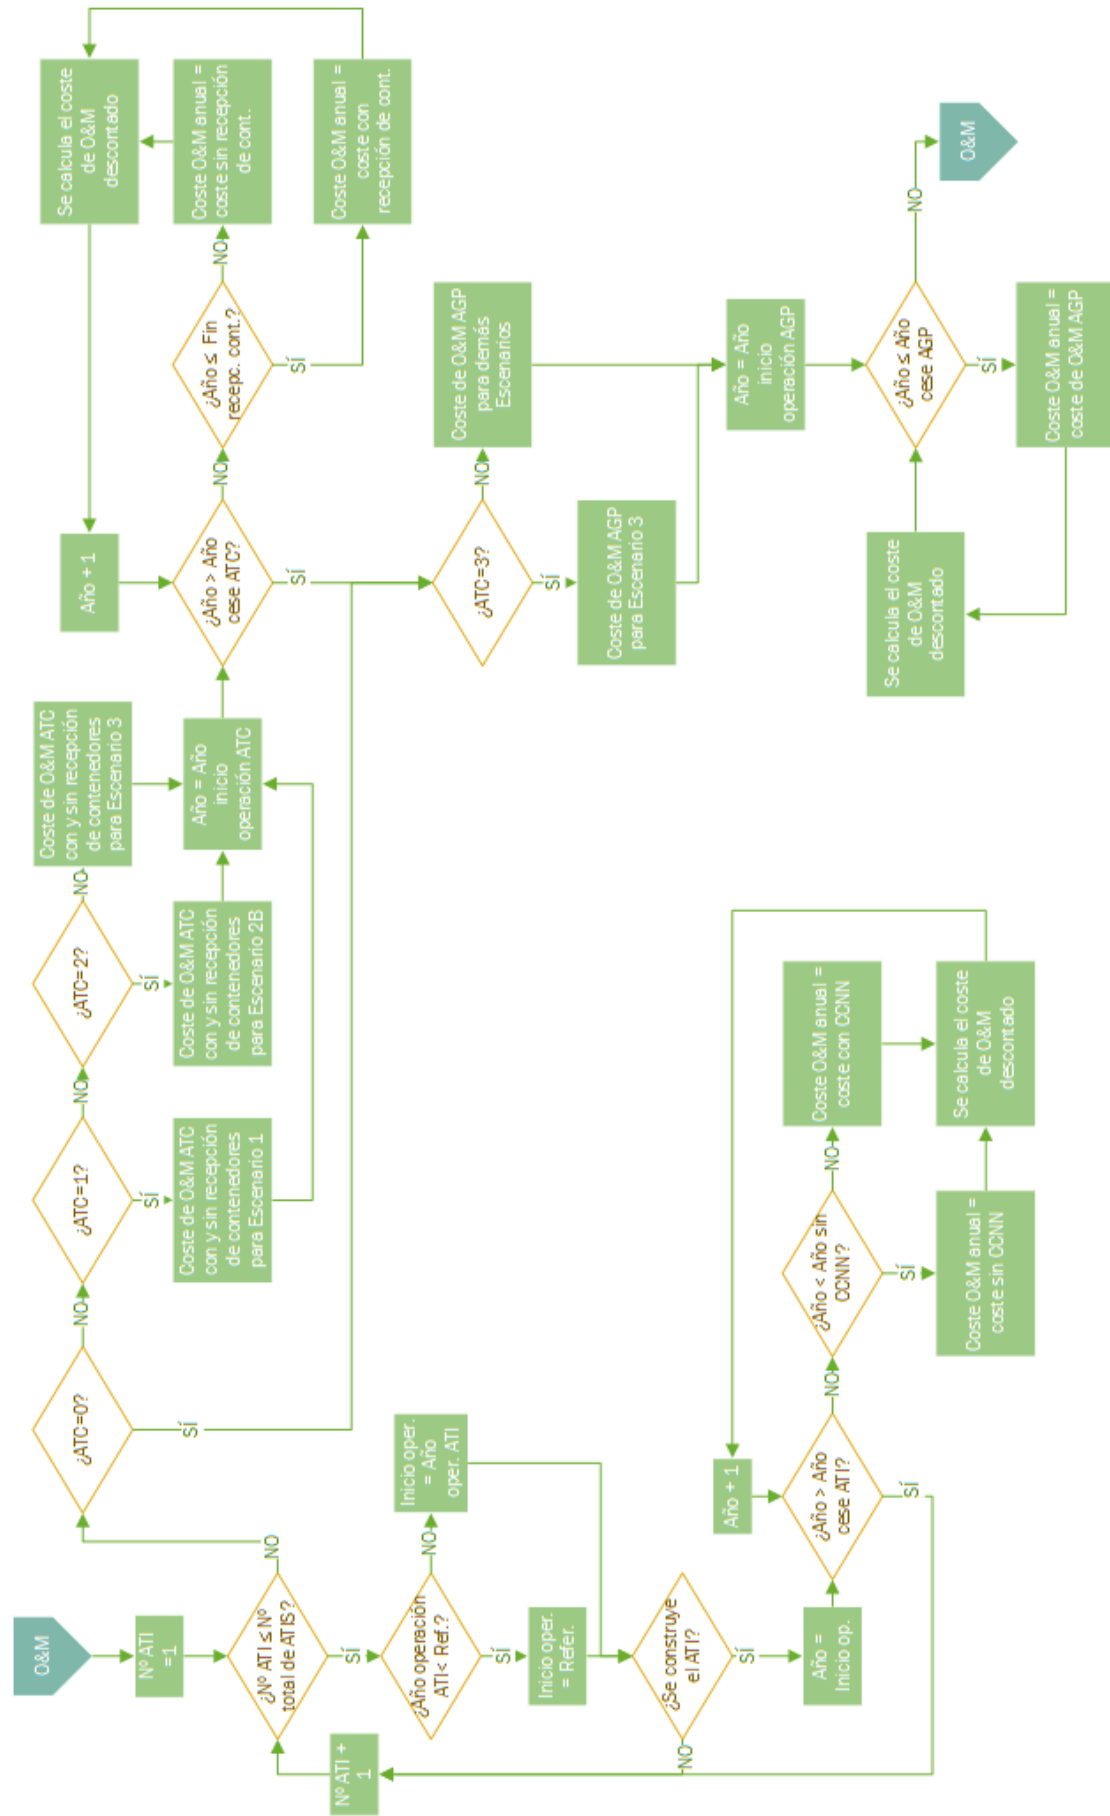 O&M
Nº ATI
=1
¿Nº ATI ≤ Nº
total de ATIS?
NO
SÍ
Nº ATI +
1
¿Año operación
ATI< Ref.?
NO
Inicio oper.
= Año
oper. ATI
SÍ
Inicio oper.
= Refer.
¿Se construye
el ATI?
NO
SÍ
Año =
Inicio op.
Año + 1
¿Año > Año
cese ATI?
SÍ
NO
¿Año < Año sin
CCNN?
NO
Coste O&M anual =
coste con CCNN
SÍ
Coste O&M anual =
coste sin CCNN
Se calcula el coste
de O&M
descontado
¿ATC=0?
SÍ
NO
¿ATC=1?
NO
SÍ
Coste de O&M ATC
con y sin recepción
de contenedores
para Escenario 1
¿ATC=2?
NO
SÍ
Coste de O&M ATC
con y sin recepción
de contenedores
para Escenario 2B
Coste de O&M ATC
con y sin recepción
de contenedores
para Escenario 3
Año = Año
inicio
operación ATC
Año + 1
¿Año > Año
cese ATC?
NO
SÍ
¿Año ≤ Fin
recepc. cont.?
NO
SÍ
Coste O&M anual =
coste sin recepción
de cont.
Coste O&M anual =
coste con
recepción de cont.
Se calcula el coste
de O&M
descontado
¿ATC=3?
NO
Coste de O&M AGP
para demás
Escenarios
SÍ
Coste de O&M AGP
para Escenario 3
Año = Año
inicio
operación AGP
¿Año ≤ Año
cese AGP
NO
O&M
SÍ
Coste O&M anual =
coste de O&M AGP
Se calcula el coste
de O&M
descontado